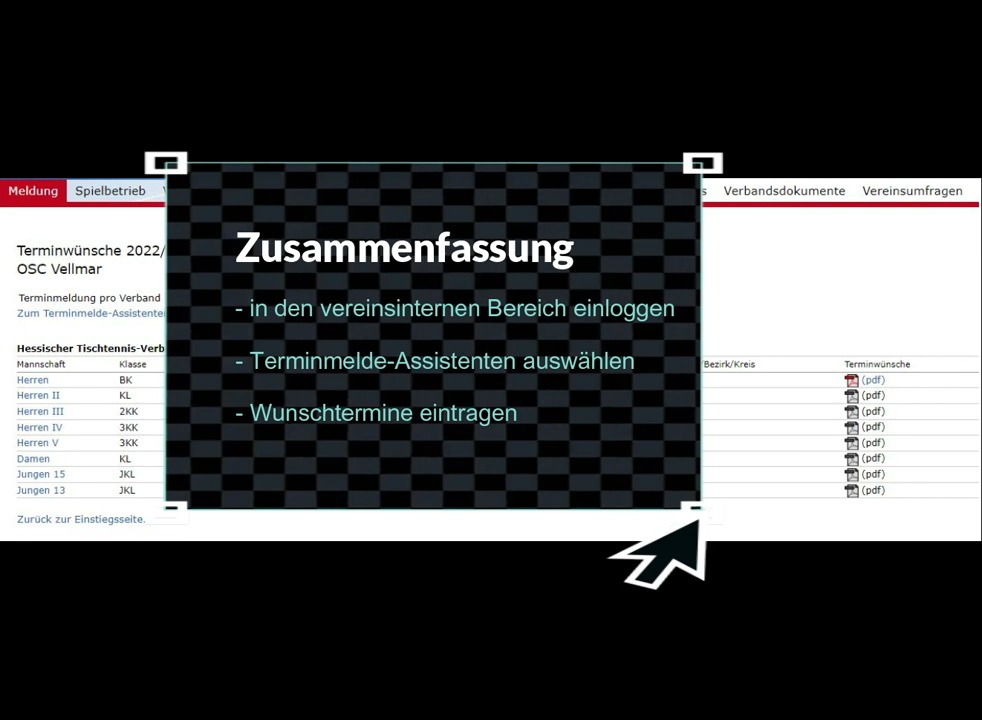 Meldung Spielbetrieb Verbandsdokumente Vereinsumfragen
Zusammenfassung
Terminwünsche 2022/
OSC Vellmar
Terminmeldung pro Verband
- in den vereinsinternen Bereich einloggen
Zum Terminmelde-Assistente
Hessischer Tischtennis-Verb
- Terminmelde-Assistenten auswählen
Mannschaft Klasse /Bezirk/Kreis Terminwünsche
Herren BK (pdf)
Herren II KL (pdf)
Herren III 2KK (pdf)
- Wunschtermine eintragen
Herren IV 3KK (pdf)
Herren V 3KK (pdf)
Damen KL (pdf)
Jungen 15 JKL (pdf)
Jungen 13 JKL (pdf)
Zurück zur Einstiegsseite.